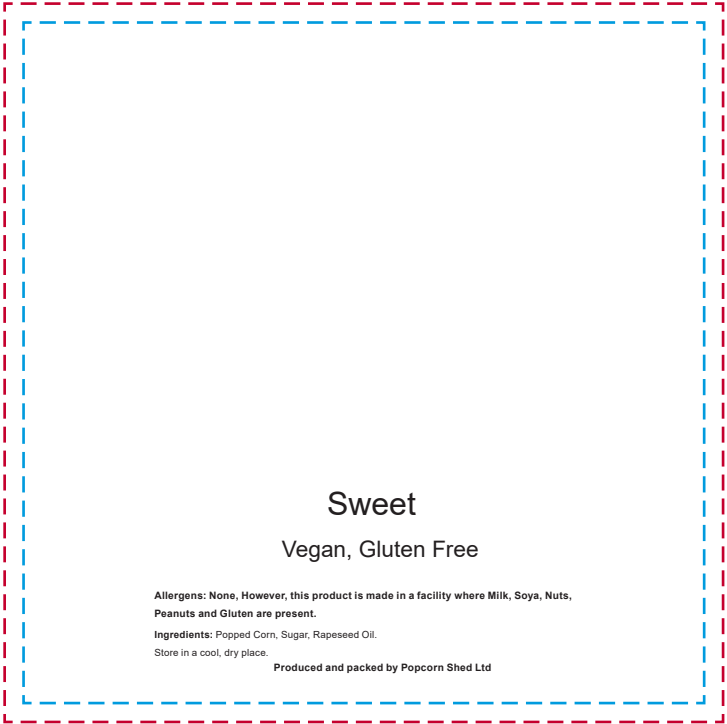 Sweet
Vegan, Gluten Free
Allergens: None, However, this product is made in a facility where Milk, Soya, Nuts,
Peanuts and Gluten are present.
Ingredients: Popped Corn, Sugar, Rapeseed Oil.
Store in a cool, dry place.
Produced and packed by Popcorn Shed Ltd